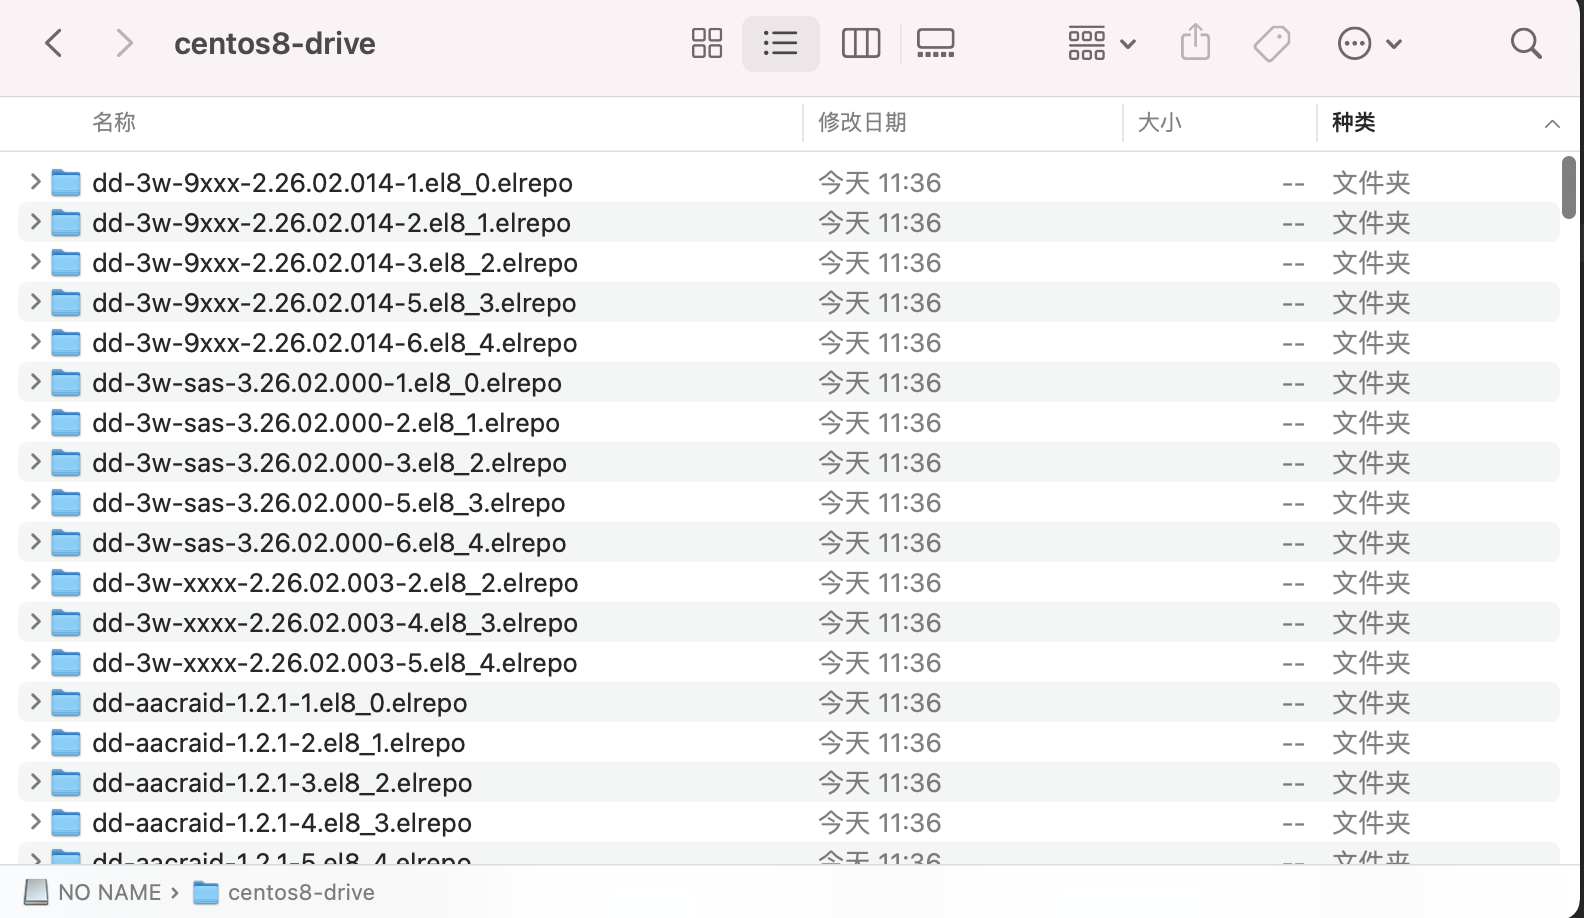 centos8-drive
名称 修改日期 大小 种类
dd-3w-9xxx-2.26.02.014-1.el8_0.elrepo 今天 11:36 -- 文件夹
dd-3w-9xxx-2.26.02.014-2.el8_1.elrepo 今天 11:36 -- 文件夹
dd-3w-9xxx-2.26.02.014-3.el8_2.elrepo 今天 11:36 -- 文件夹
dd-3w-9xxx-2.26.02.014-5.el8_3.elrepo 今天 11:36 -- 文件夹
dd-3w-9xxx-2.26.02.014-6.el8_4.elrepo 今天 11:36 -- 文件夹
dd-3w-sas-3.26.02.000-1.el8_0.elrepo 今天 11:36 -- 文件夹
dd-3w-sas-3.26.02.000-2.el8_1.elrepo 今天 11:36 -- 文件夹
dd-3w-sas-3.26.02.000-3.el8_2.elrepo 今天 11:36 -- 文件夹
dd-3w-sas-3.26.02.000-5.el8_3.elrepo 今天 11:36 -- 文件夹
dd-3w-sas-3.26.02.000-6.el8_4.elrepo 今天 11:36 -- 文件夹
dd-3w-xxxx-2.26.02.003-2.el8_2.elrepo 今天 11:36 -- 文件夹
dd-3w-xxxx-2.26.02.003-4.el8_3.elrepo 今天 11:36 -- 文件夹
dd-3w-xxxx-2.26.02.003-5.el8_4.elrepo 今天 11:36 -- 文件夹
dd-aacraid-1.2.1-1.el8_0.elrepo 今天 11:36 -- 文件夹
dd-aacraid-1.2.1-2.el8_1.elrepo 今天 11:36 -- 文件夹
dd-aacraid-1.2.1-3.el8_2.elrepo 今天 11:36 -- 文件夹
dd-aacraid-1.2.1-4.el8_3.elrepo 今天 11:36 -- 文件夹
dd-aacraid-1.2.1-5.el8_4.elrepo 今天 11:36 -- 文件夹
NO NAME › centos8-drive